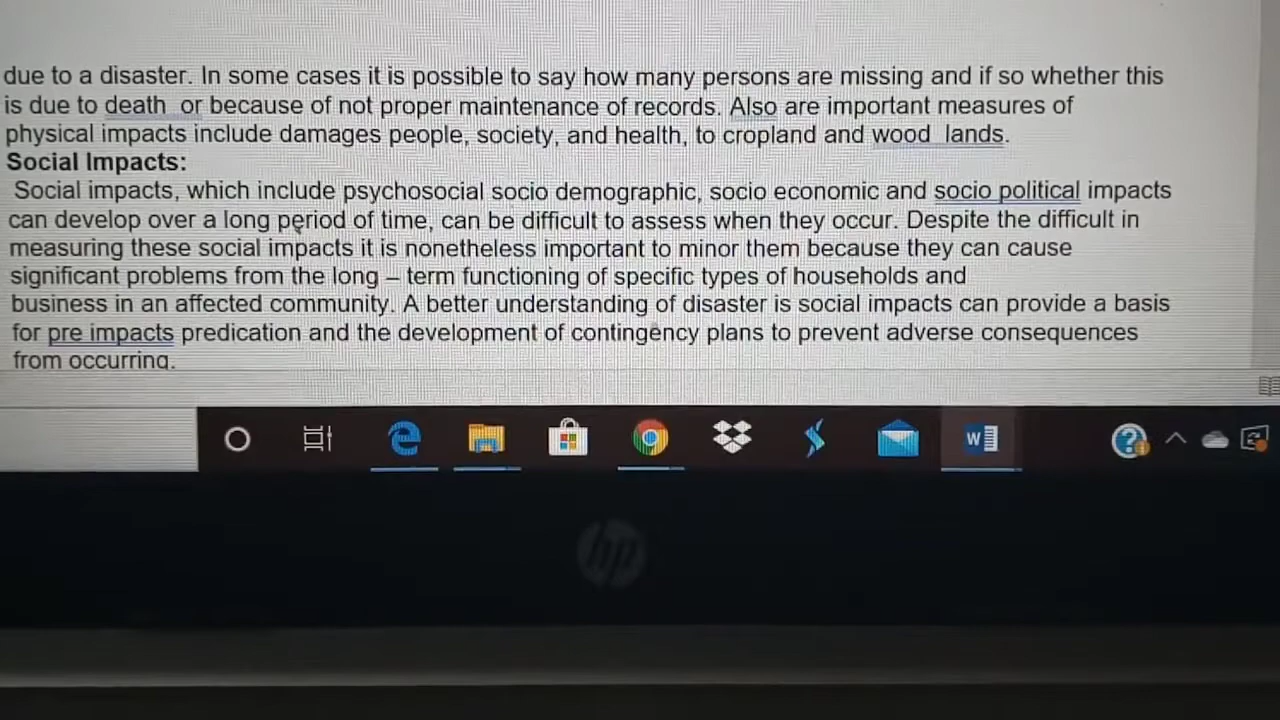 due to a disaster. In some cases it is possible to say how many persons are missing and if so whether this
is due to death or because of not proper maintenance of records. Also are important measures of
physical impacts include damages people, society, and health, to cropland and wood lands.
Social Impacts:
Social impacts, which include psychosocial socio demographic, socio economic and socio political impacts
can develop over a long period of time, can be difficult to assess when they occur. Despite the difficult in
measuring these social impacts it is nonetheless important to minor them because they can cause
significant problems from the long – term functioning of specific types of households and
business in an affected community. A better understanding of disaster is social impacts can provide a basis
for pre impacts predication and the development of contingency plans to prevent adverse consequences
from occurring.
W
hp